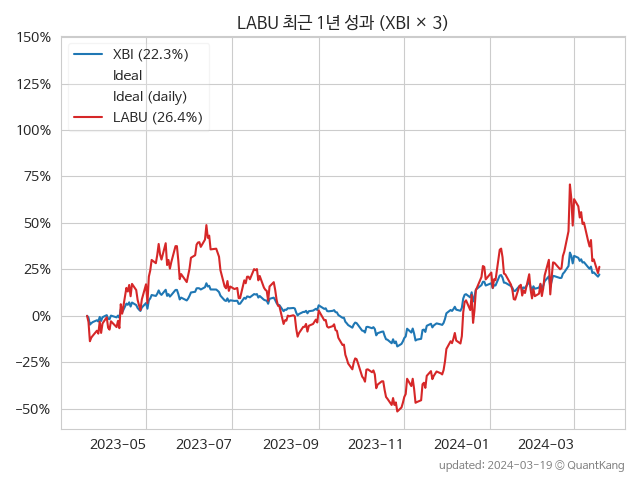 LABU 최근 1년 성과 (XBI × 3)
150%
125%
100%
75%
50%
25%
0%
−25%
−50%
XBI (22.3%)
Ideal
Ideal (daily)
LABU (26.4%)
2023-05
2023-07
2023-09
2023-11
2024-01
2024-03
updated: 2024-03-19 © QuantKang